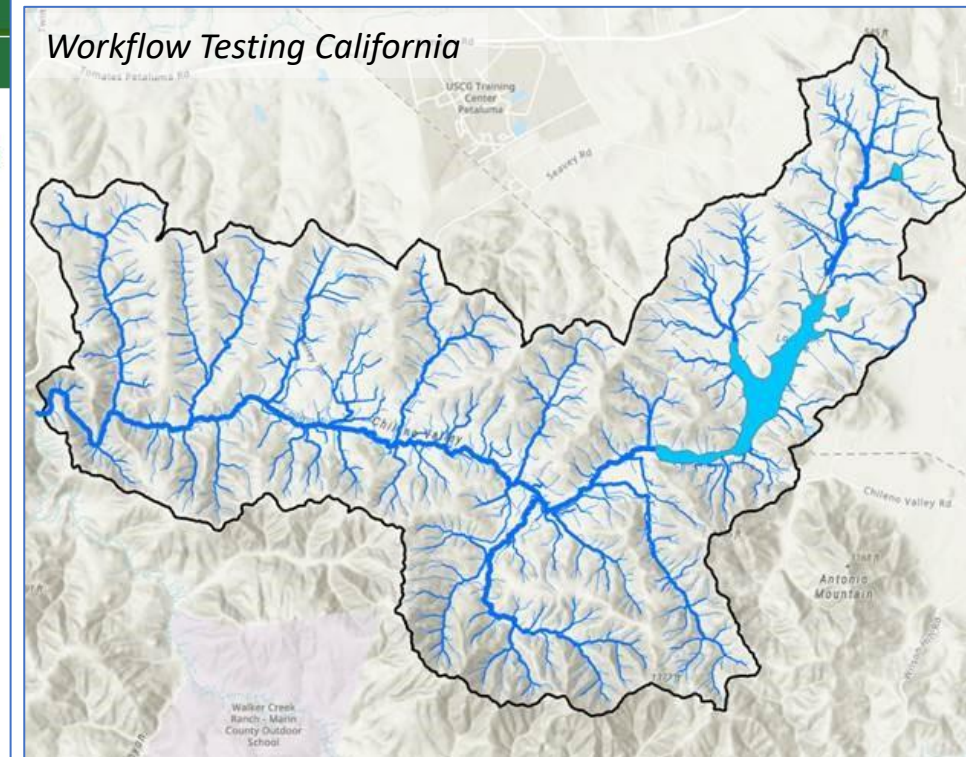 Workflow Testing California
Rd
Tomales Petaluma Rd
USCG Training
Center
Petaluma
Seavey Rd
Chileno Valley
Chileno Valley Rd
Antonio
Mountain
Walker Creek
Ranch - Marin
County Outdoor
School